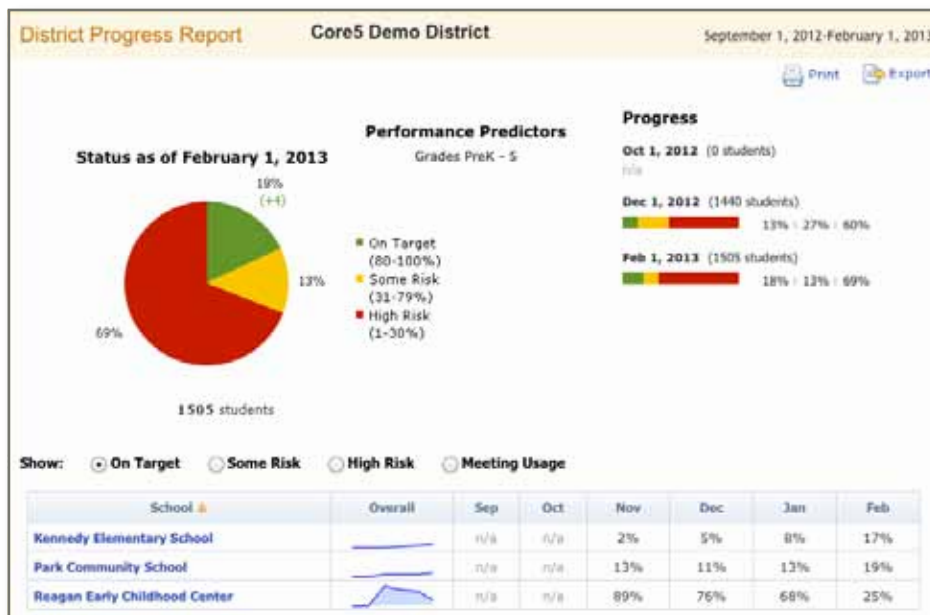 District Progress Report
Core5 Demo District
September 1, 2012-February 1, 2013
Print
Export
Status as of February 1, 2013
18%
(+4)
13%
69%
1505 students
Performance Predictors
Grades PreK - 5
On Target
(80-100%)
Some Risk
(31-79%)
High Risk
(1-30%)
Progress
Oct 1, 2012 (0 students)
n/a
Dec 1, 2012 (1440 students)
13% : 27% : 60%
Feb 1, 2013 (1505 students)
18% : 13% : 69%
Show: On Target Some Risk High Risk Meeting Usage
School Overall Sep Oct Nov Dec Jan Feb
Kennedy Elementary School n/a n/a 2% 5% 8% 17%
Park Community School n/a n/a 13% 11% 13% 19%
Reagan Early Childhood Center n/a n/a 89% 76% 68% 25%